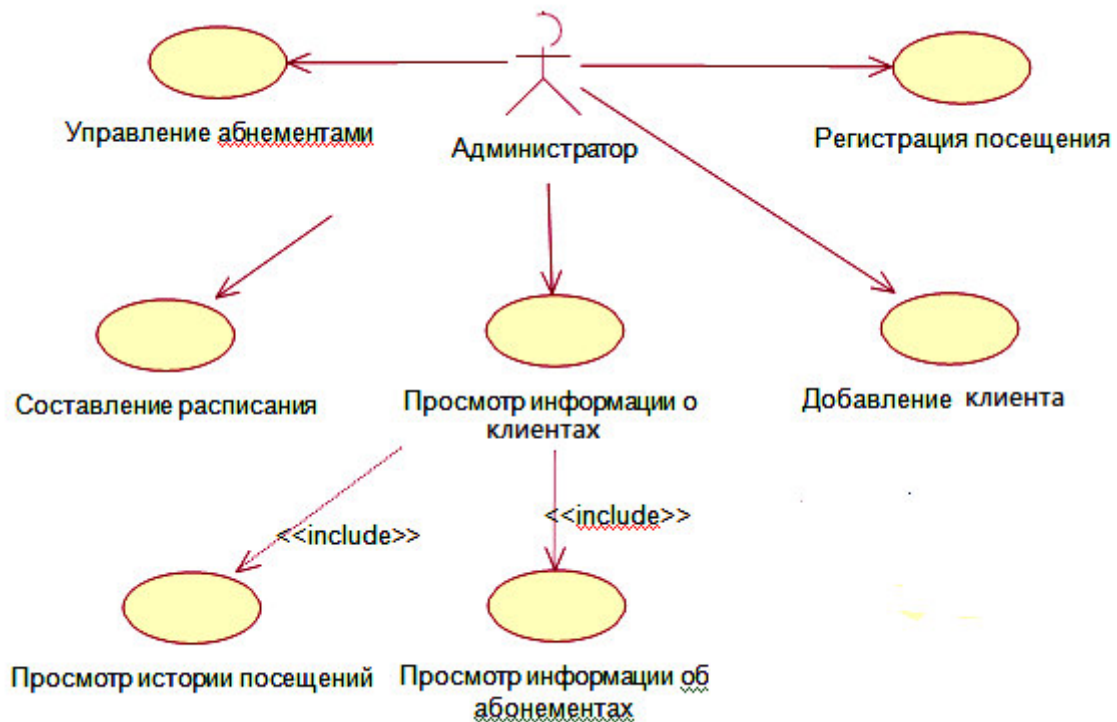 Управление абнементами
Администратор
Регистрация посещения
Составление расписания
Просмотр информации о
клиентах
Добавление клиента
<<include>>
<<include>>
Просмотр истории посещений
Просмотр информации об
абонементах